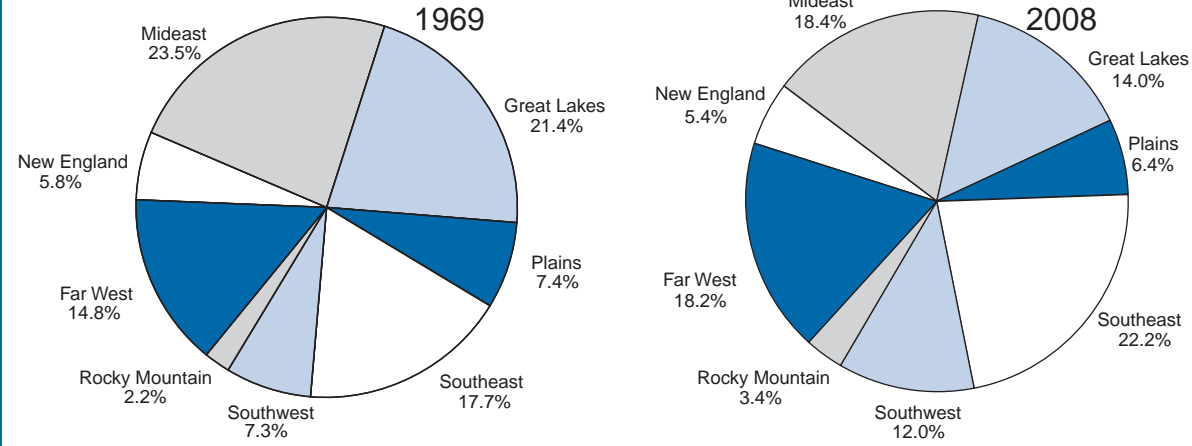 1969
Mideast
23.5%
Great Lakes
21.4%
New England
5.8%
Plains
7.4%
Far West
14.8%
Rocky Mountain
2.2%
Southwest
7.3%
Southeast
17.7%
2008
Mideast
18.4%
Great Lakes
14.0%
New England
5.4%
Plains
6.4%
Far West
18.2%
Southeast
22.2%
Rocky Mountain
3.4%
Southwest
12.0%